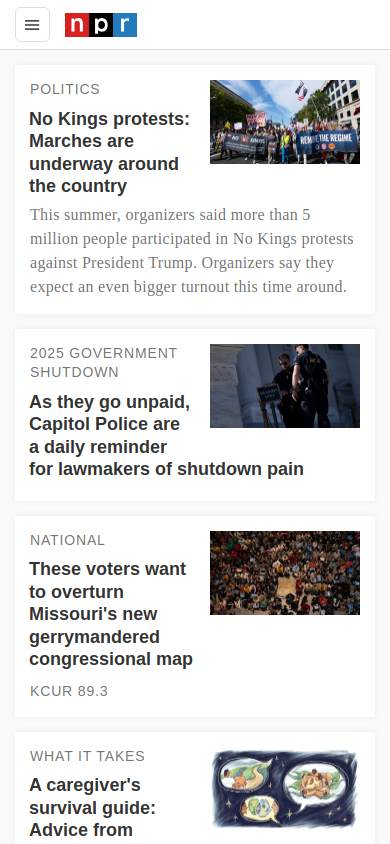 npr
POLITICS
No Kings protests:
Marches are
underway around
the country
This summer, organizers said more than 5
million people participated in No Kings protests
against President Trump. Organizers say they
expect an even bigger turnout this time around.
2025 GOVERNMENT
SHUTDOWN
As they go unpaid,
Capitol Police are
a daily reminder
for lawmakers of shutdown pain
NATIONAL
These voters want
to overturn
Missouri's new
gerrymandered
congressional map
KCUR 89.3
WHAT IT TAKES
A caregiver's
survival guide:
Advice from